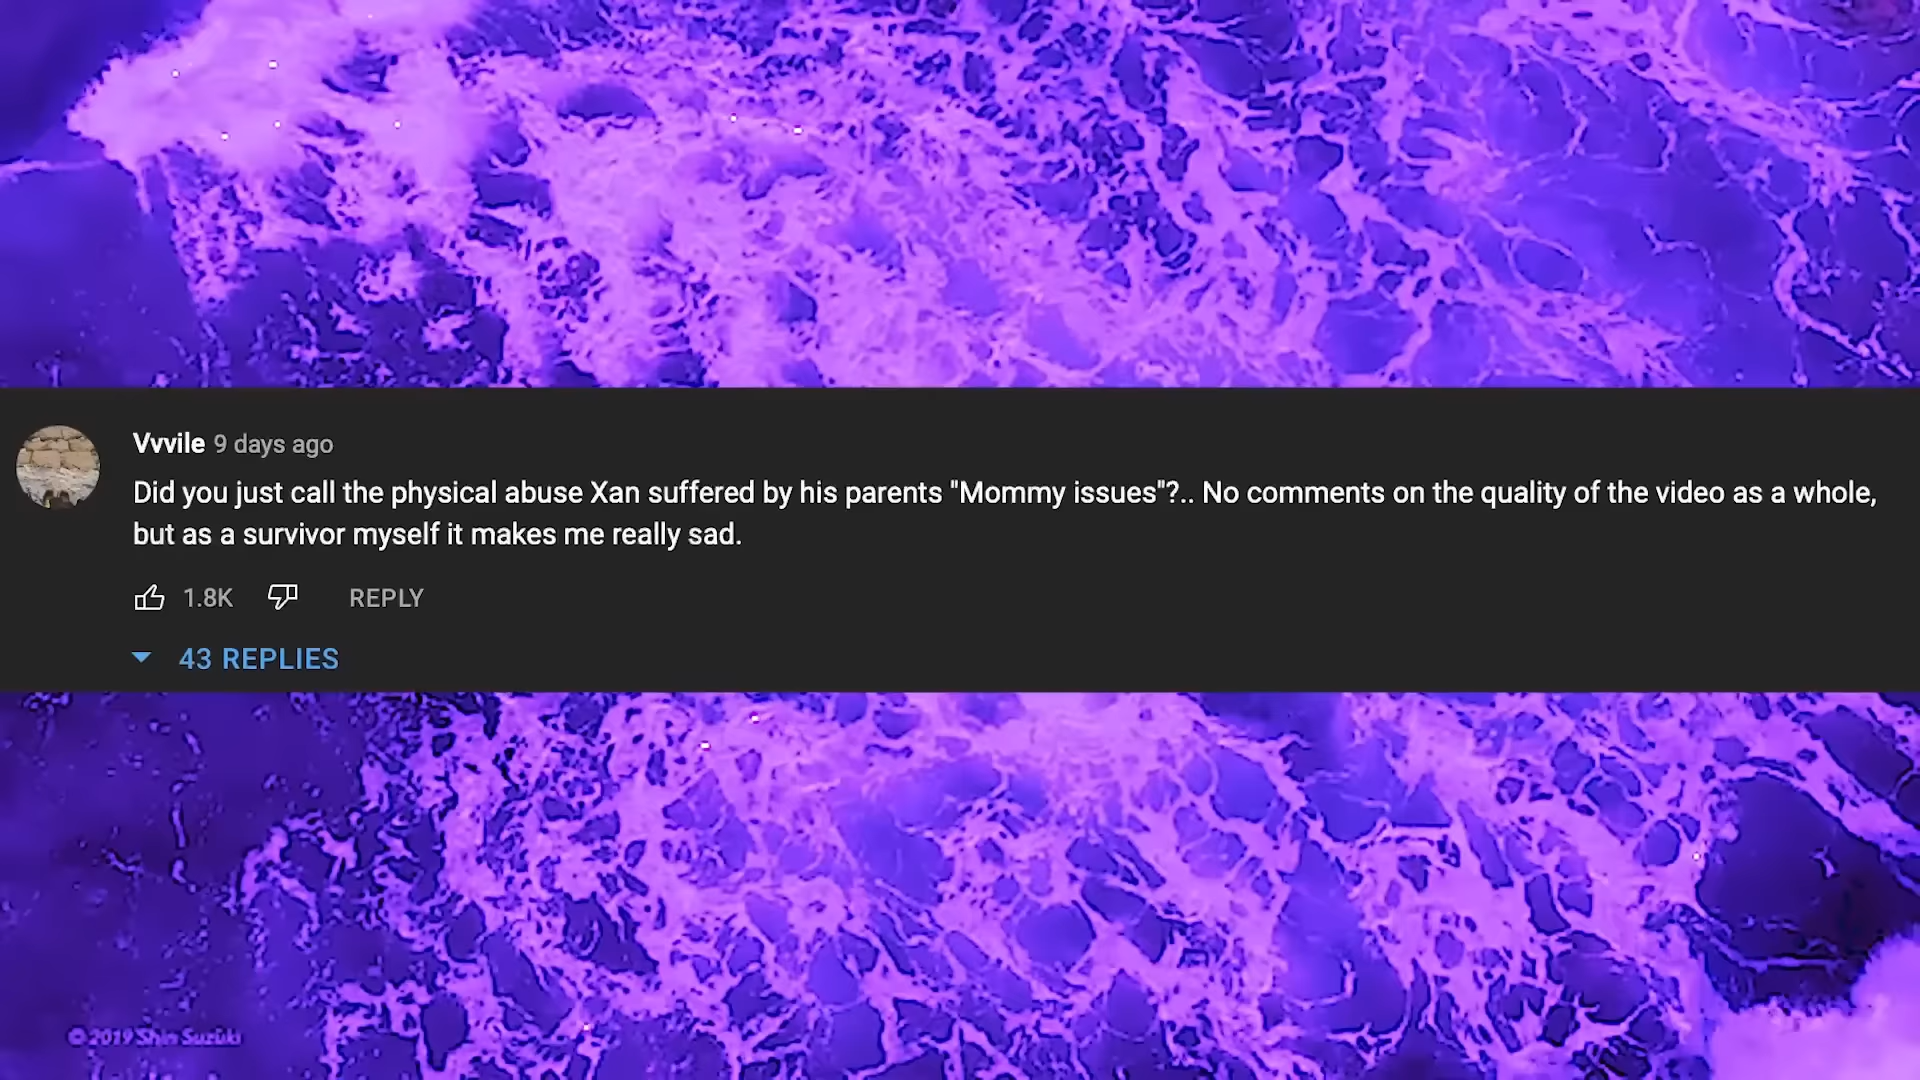 Vvvile 9 days ago
Did you just call the physical abuse Xan suffered by his parents "Mommy issues"?.. No comments on the quality of the video as a whole,
but as a survivor myself it makes me really sad.
1.8K REPLY
43 REPLIES
© 2019 Shin Suzuki